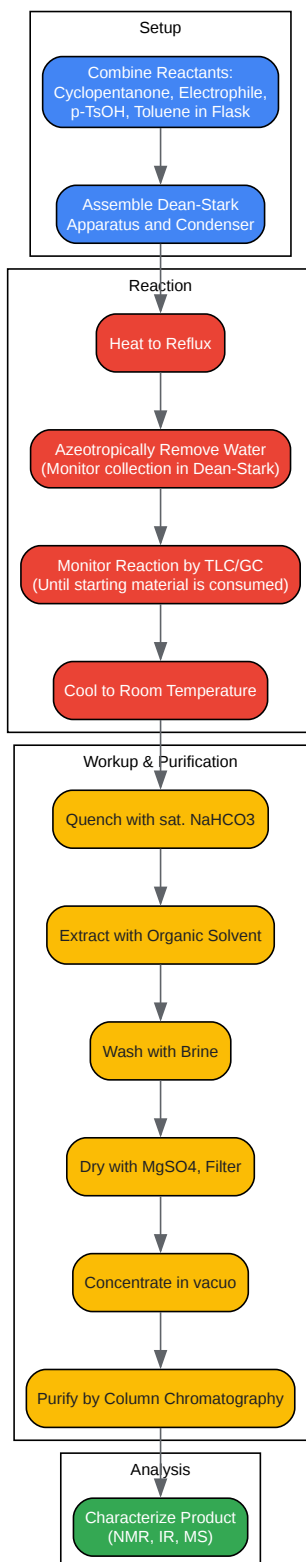 Setup
Combine Reactants:
Cyclopentanone, Electrophile,
p-TsOH, Toluene in Flask
Assemble Dean-Stark
Apparatus and Condenser
Reaction
Heat to Reflux
Azeotropically Remove Water
(Monitor collection in Dean-Stark)
Monitor Reaction by TLC/GC
(Until starting material is consumed)
Cool to Room Temperature
Workup & Purification
Quench with sat. NaHCO3
Extract with Organic Solvent
Wash with Brine
Dry with MgSO4, Filter
Concentrate in vacuo
Purify by Column Chromatography
Analysis
Characterize Product
(NMR, IR, MS)